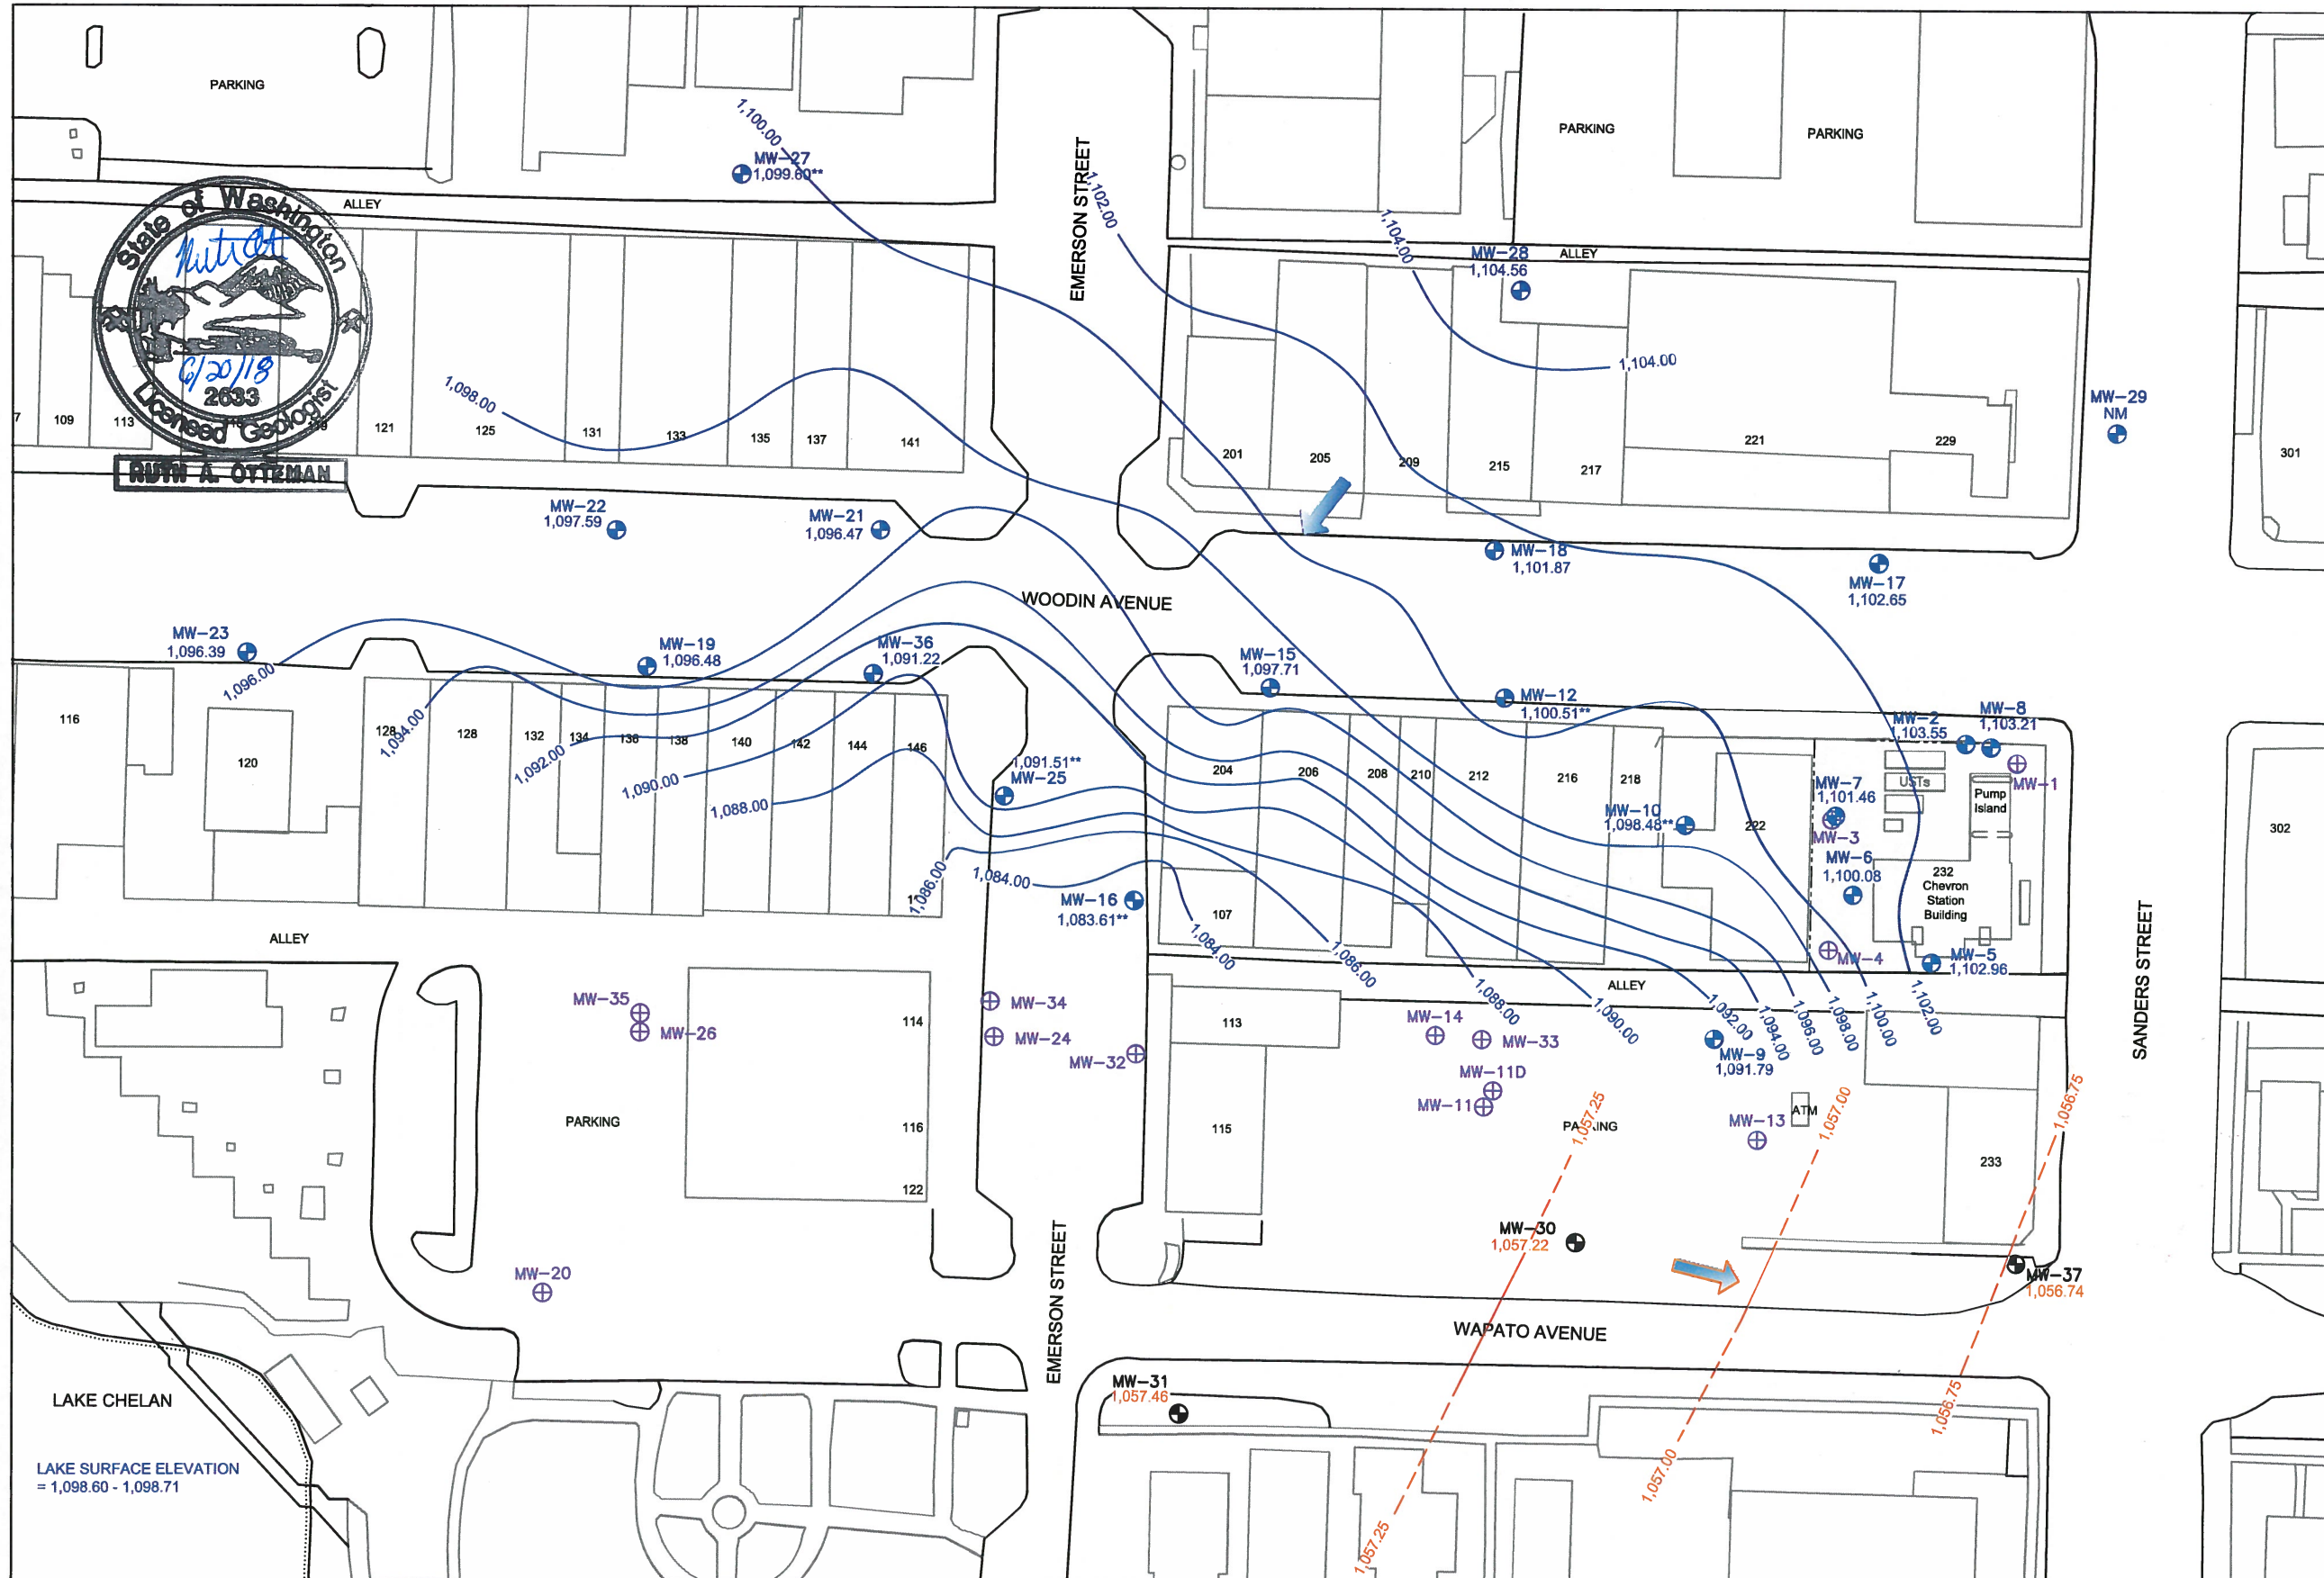 PARKING
1,100.00
MW-27
1,099.60**
ALLEY
EMERSON STREET
1,102.00
1,104.00
PARKING
PARKING
MW-28
1,104.56
ALLEY
1,104.00
State of Washington
6/20/18
2633
Licensed Geologist
RUTH A. OTTEMAN
7
109
113
119
121
125
131
133
135
137
141
1,098.00
201
205
209
215
217
221
229
301
MW-29
NM
MW-22
1,097.59
MW-21
1,096.47
MW-18
1,101.87
MW-17
1,102.65
WOODIN AVENUE
MW-23
1,096.39
1,096.00
MW-19
1,096.48
MW-36
1,091.22
MW-15
1,097.71
MW-12
1,100.51**
MW-2
1,103.55
MW-8
1,103.21
MW-1
116
120
128
1,094.00
128
132
134
136
138
140
142
144
146
1,092.00
1,090.00
1,088.00
1,086.00
1,084.00
1,091.51**
MW-25
MW-16
1,083.61**
204
206
208
210
212
216
218
222
107
MW-10
1,098.48**
MW-7
1,101.46
MW-3
MW-6
1,100.08
MW-4
MW-5
1,102.96
USTs
Pump
Island
232
Chevron
Station
Building
302
SANDERS STREET
ALLEY
ALLEY
1,084.00
1,086.00
1,088.00
1,090.00
1,092.00
1,094.00
1,096.00
1,098.00
1,100.00
1,102.00
MW-35
MW-26
MW-34
MW-24
MW-32
114
116
122
PARKING
113
115
MW-14
MW-33
MW-11D
MW-11
MW-9
1,091.79
MW-13
ATM
233
PARKING
1,057.25
1,057.00
1,056.75
MW-30
1,057.22
MW-37
1,056.74
MW-20
EMERSON STREET
WAPATO AVENUE
MW-31
1,057.46
1,057.25
1,057.00
1,056.75
LAKE CHELAN
LAKE SURFACE ELEVATION
= 1,098.60 - 1,098.71